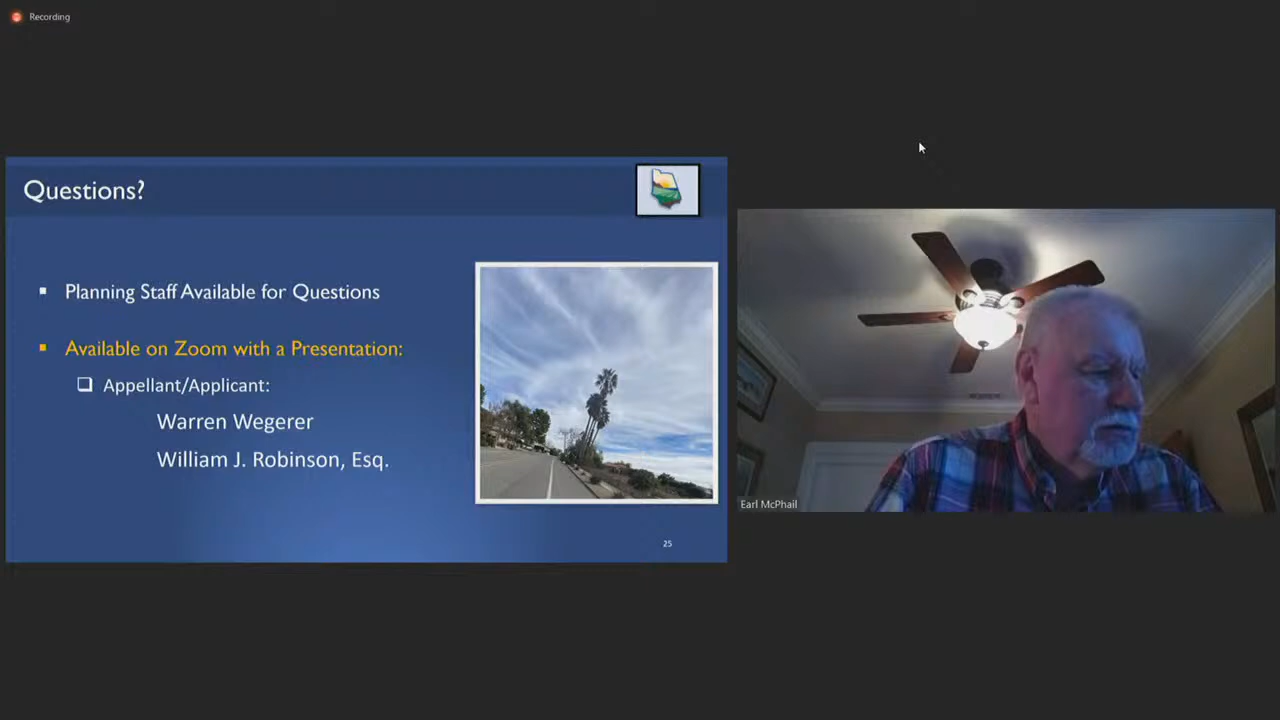 Recording
Questions?
Planning Staff Available for Questions
Available on Zoom with a Presentation:
Appellant/Applicant:
Warren Wegerer
William J. Robinson, Esq.
25
Earl McPhail